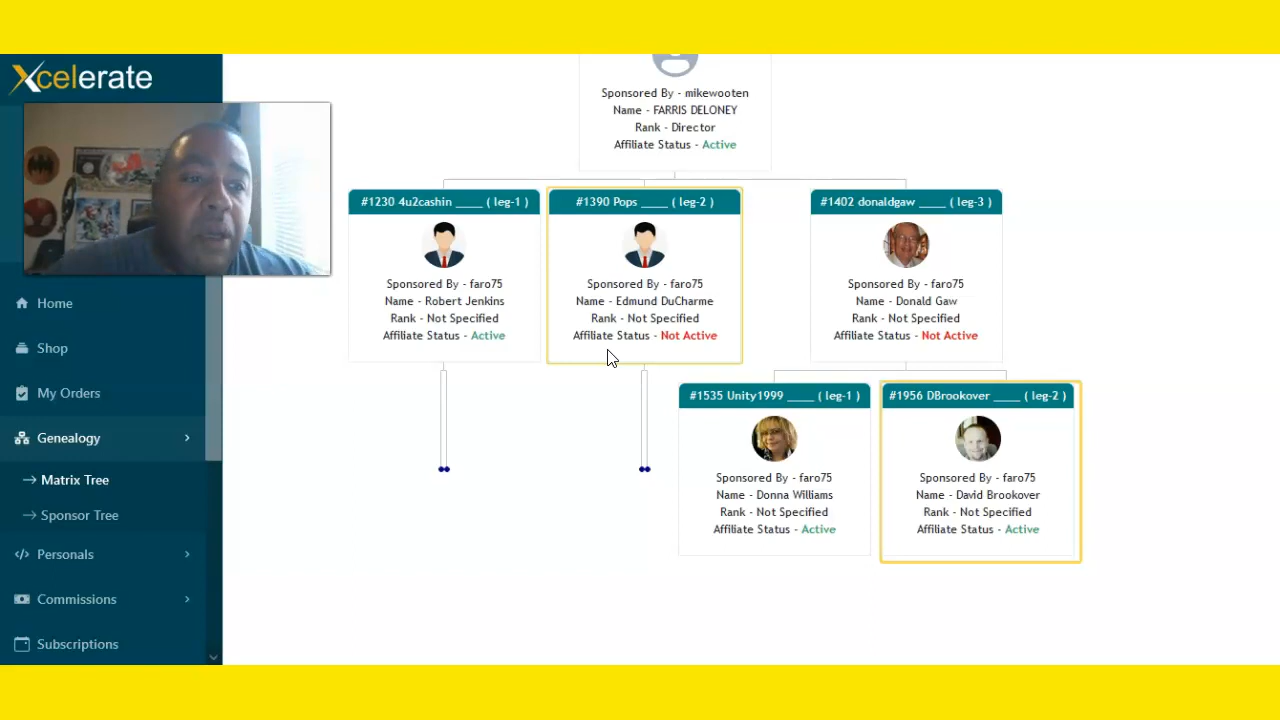 Xcelerate
Home
Shop
My Orders
Genealogy
Matrix Tree
Sponsor Tree
Personals
Commissions
Subscriptions
Sponsored By - mikewooten
Name - FARRIS DELONEY
Rank - Director
Affiliate Status - Active
#1230 4u2cashin ____ ( leg-1 )
Sponsored By - faro75
Name - Robert Jenkins
Rank - Not Specified
Affiliate Status - Active
#1390 Pops ____ ( leg-2 )
Sponsored By - faro75
Name - Edmund DuCharme
Rank - Not Specified
Affiliate Status - Not Active
#1402 donaldgaw ____ ( leg-3 )
Sponsored By - faro75
Name - Donald Gaw
Rank - Not Specified
Affiliate Status - Not Active
#1535 Unity1999 ____ ( leg-1 )
Sponsored By - faro75
Name - Donna Williams
Rank - Not Specified
Affiliate Status - Active
#1956 DBrookover ____ ( leg-2 )
Sponsored By - faro75
Name - David Brookover
Rank - Not Specified
Affiliate Status - Active